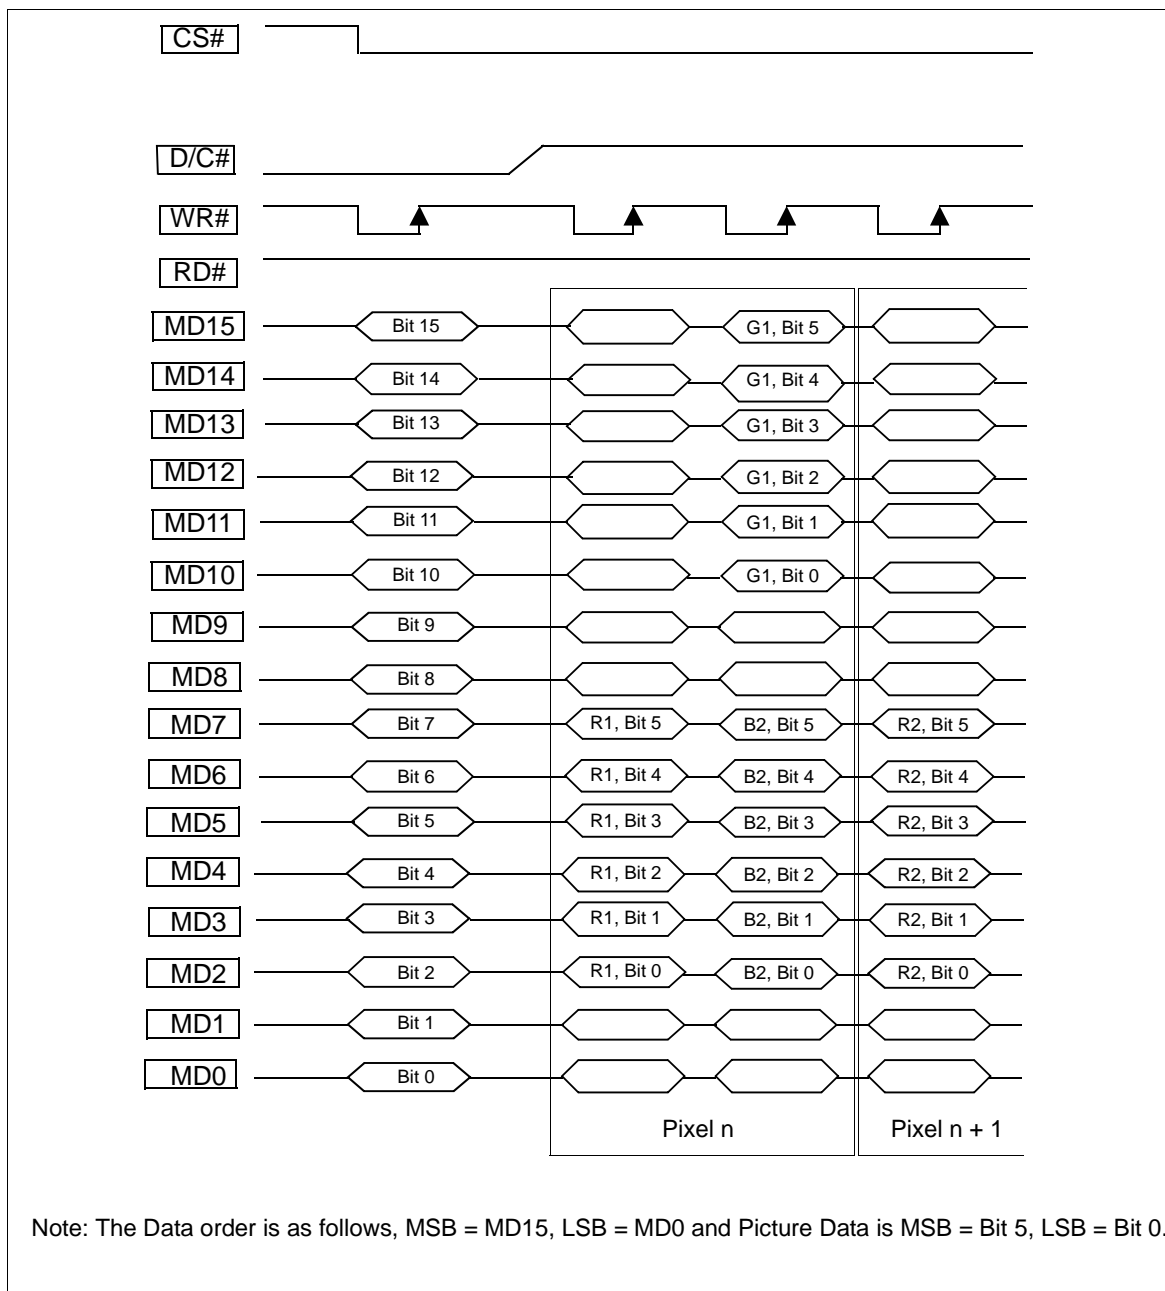 CS#
D/C#
WR#
RD#
MD15 Bit 15 G1, Bit 5
MD14 Bit 14 G1, Bit 4
MD13 Bit 13 G1, Bit 3
MD12 Bit 12 G1, Bit 2
MD11 Bit 11 G1, Bit 1
MD10 Bit 10 G1, Bit 0
MD9 Bit 9
MD8 Bit 8
MD7 Bit 7 R1, Bit 5 B2, Bit 5 R2, Bit 5
MD6 Bit 6 R1, Bit 4 B2, Bit 4 R2, Bit 4
MD5 Bit 5 R1, Bit 3 B2, Bit 3 R2, Bit 3
MD4 Bit 4 R1, Bit 2 B2, Bit 2 R2, Bit 2
MD3 Bit 3 R1, Bit 1 B2, Bit 1 R2, Bit 1
MD2 Bit 2 R1, Bit 0 B2, Bit 0 R2, Bit 0
MD1 Bit 1
MD0 Bit 0
Pixel n Pixel n + 1
Note: The Data order is as follows, MSB = MD15, LSB = MD0 and Picture Data is MSB = Bit 5, LSB = Bit 0.